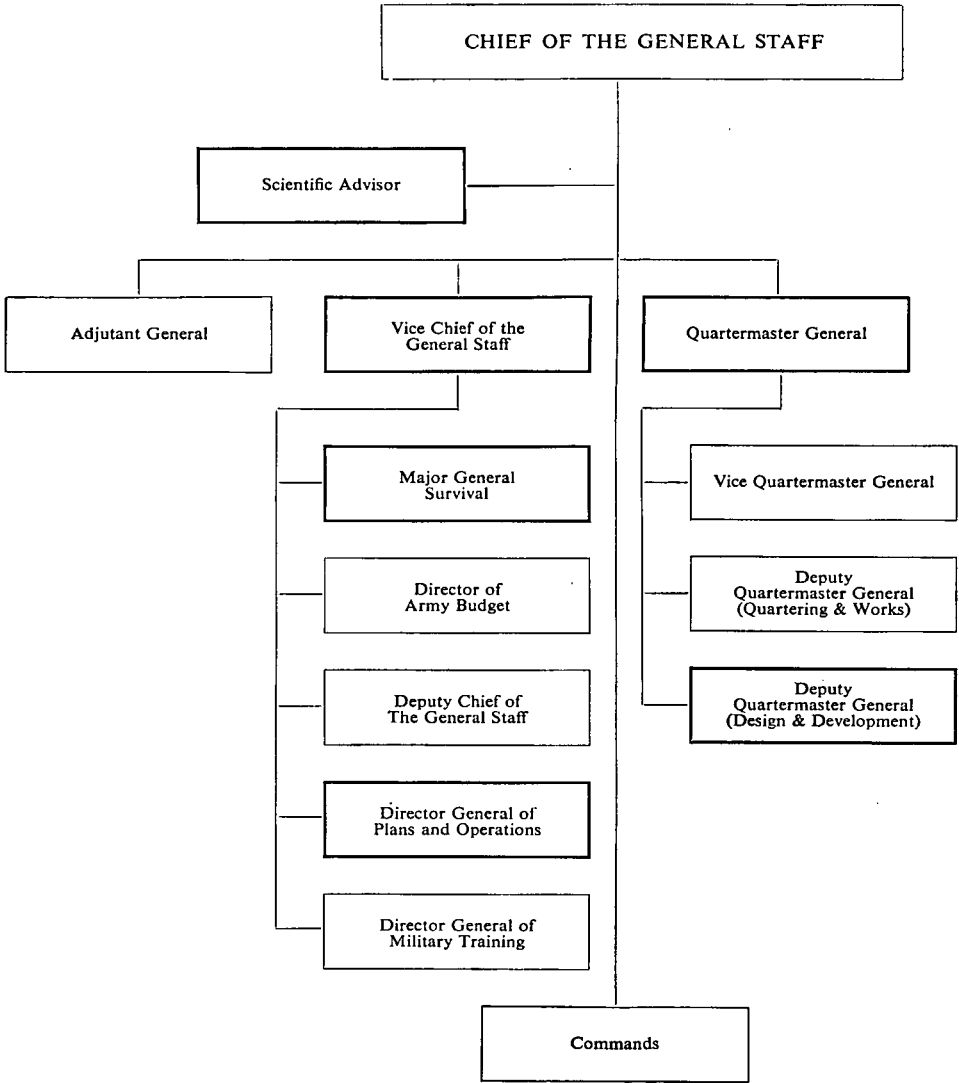 CHIEF OF THE GENERAL STAFF
Scientific Advisor
Adjutant General
Vice Chief of the
General Staff
Quartermaster General
Major General
Survival
Director of
Army Budget
Deputy Chief of
The General Staff
Director General of
Plans and Operations
Director General of
Military Training
Vice Quartermaster General
Deputy
Quartermaster General
(Quartering & Works)
Deputy
Quartermaster General
(Design & Development)
Commands